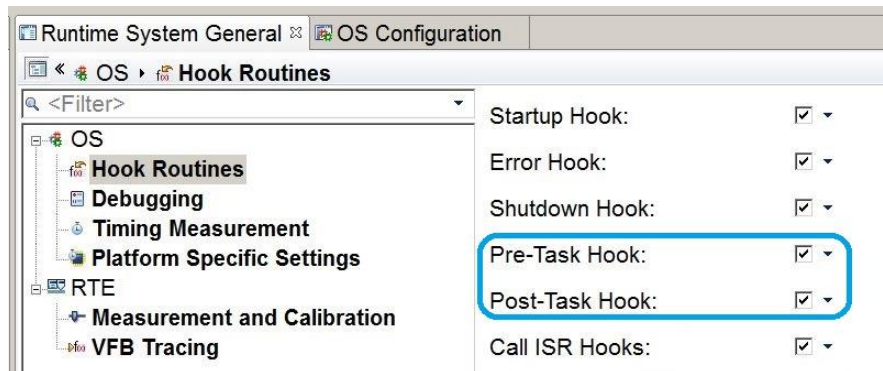 Runtime System General OS Configuration
« OS Hook Routines
<Filter>
OS
Hook Routines
Debugging
Timing Measurement
Platform Specific Settings
RTE
Measurement and Calibration
VFB Tracing
Startup Hook:
Error Hook:
Shutdown Hook:
Pre-Task Hook:
Post-Task Hook:
Call ISR Hooks: